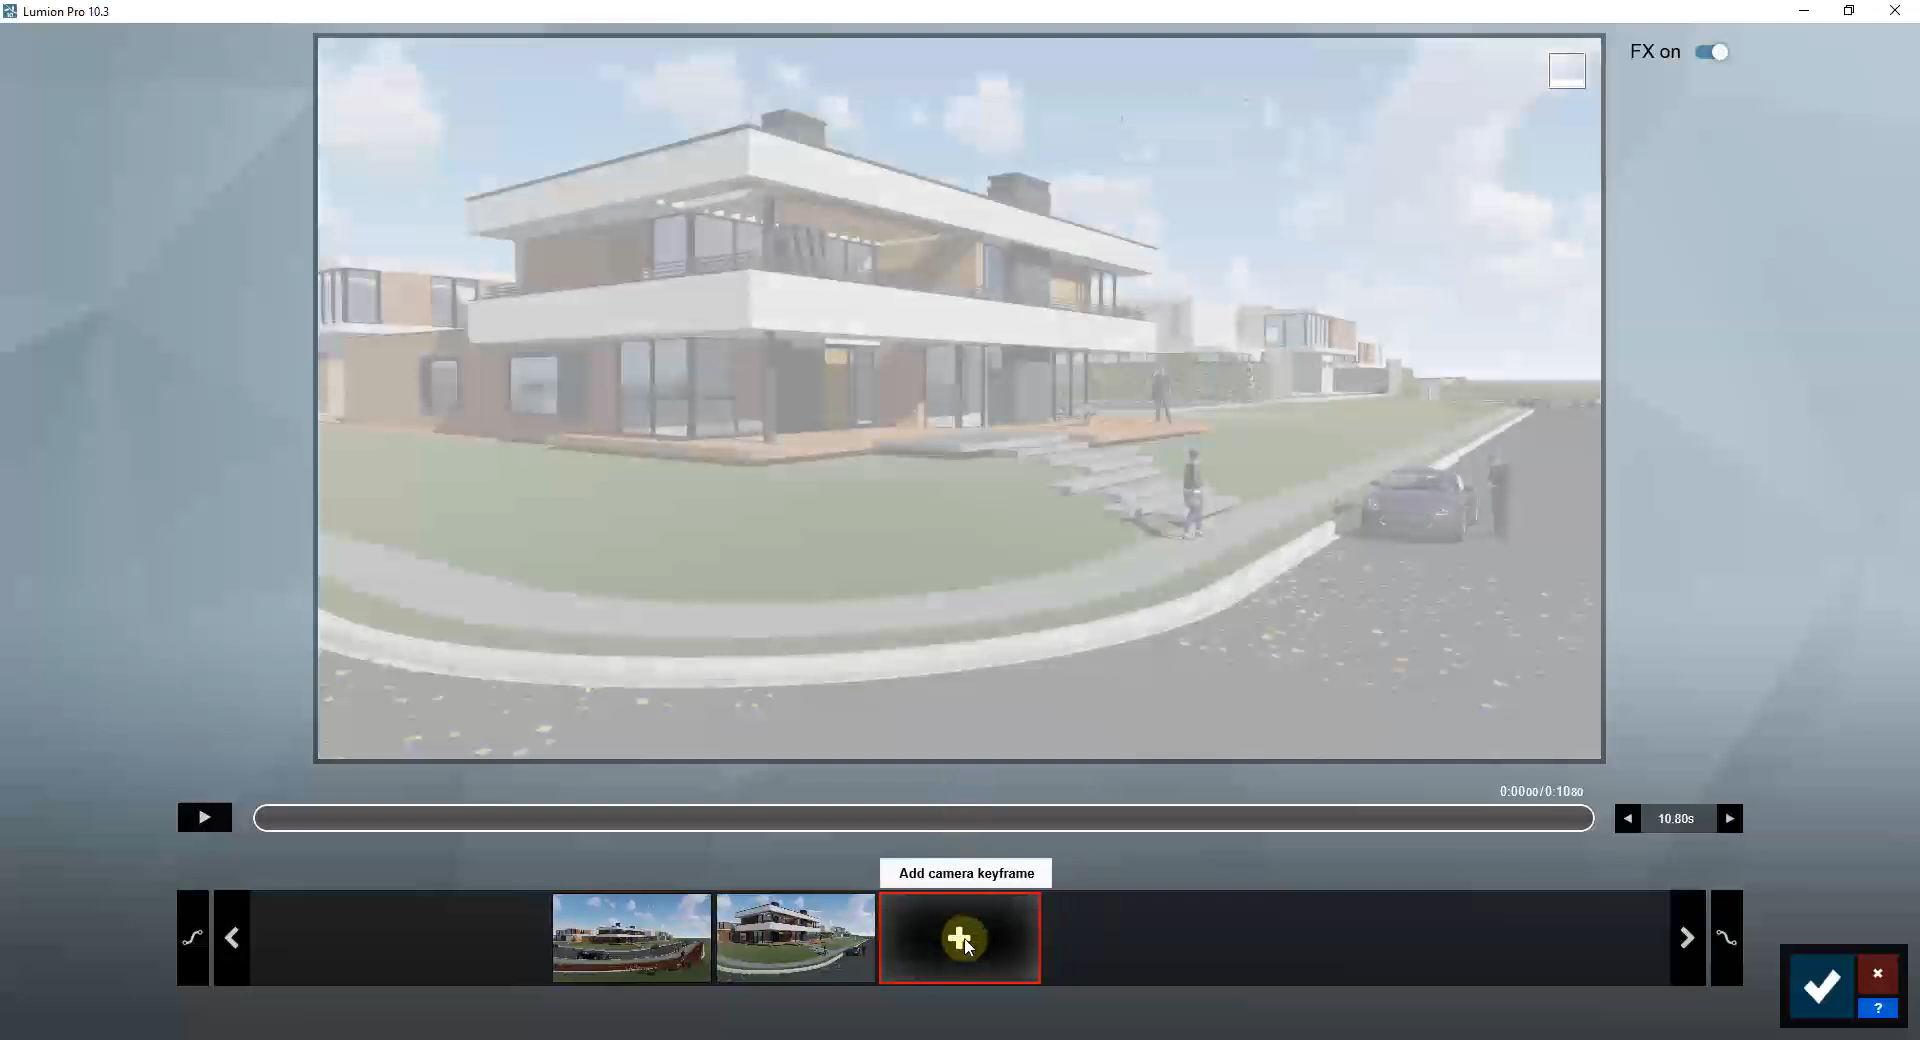 Lumion Pro 10.3
FX on
0:0000/0:1080
10.80s
Add camera keyframe
?